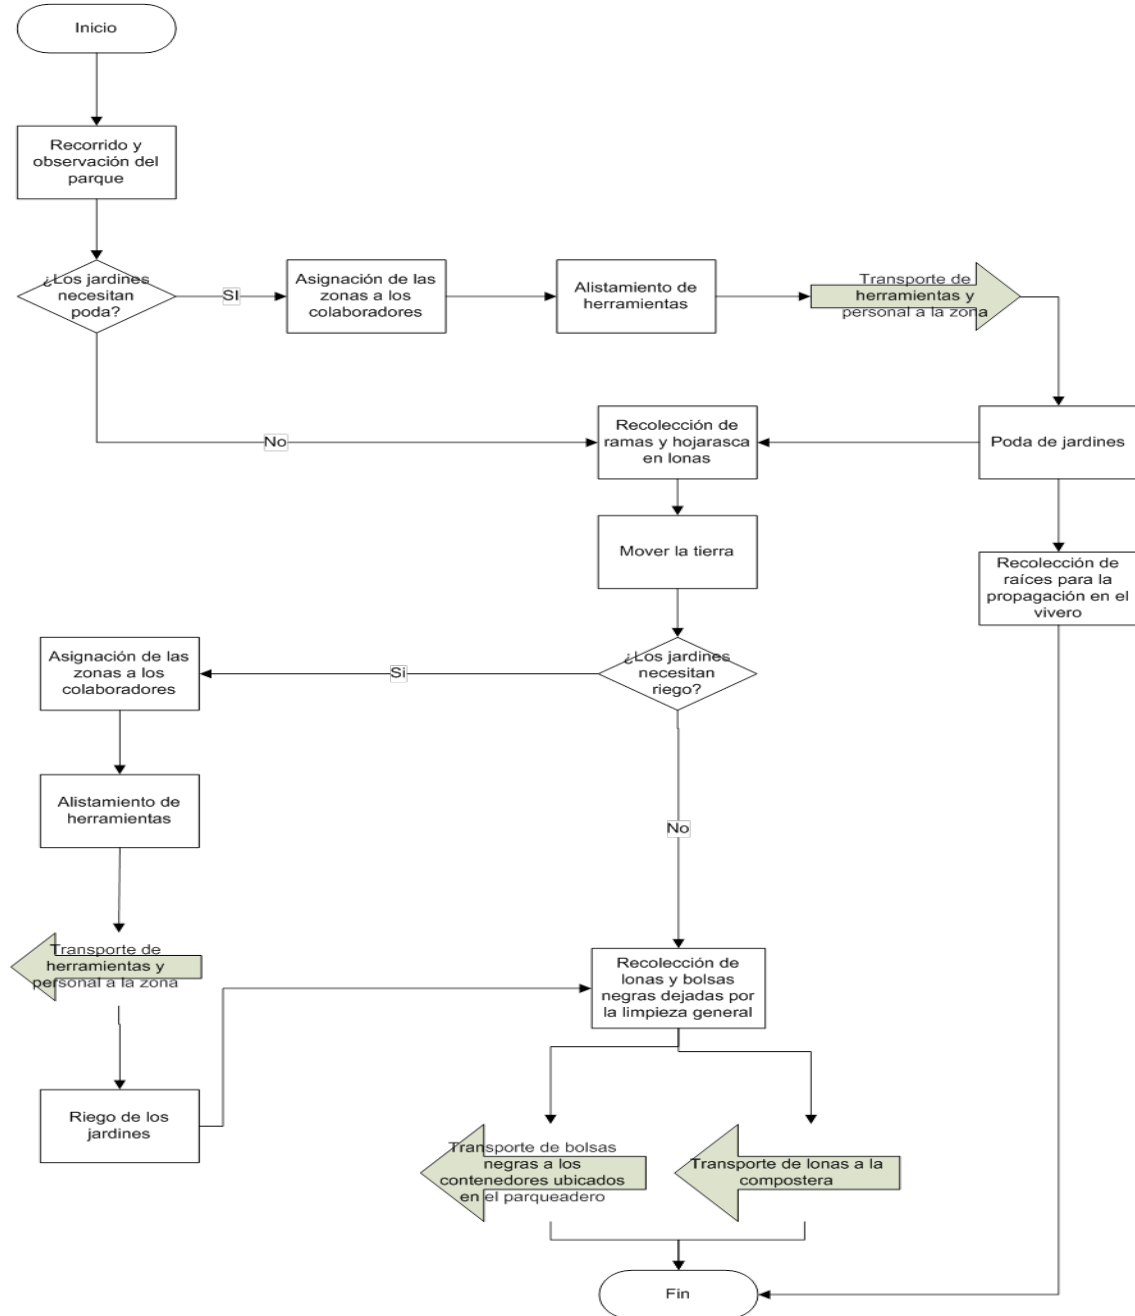 Inicio
Recorrido y
observación del
parque
¿Los jardines
necesitan
poda?
SI
Asignación de las
zonas a los
colaboradores
Alistamiento de
herramientas
Transporte de
herramientas y
personal a la zona
No
Recolección de
ramas y hojarasca
en lonas
Poda de jardines
Mover la tierra
Recolección de
raíces para la
propagación en el
vivero
¿Los jardines
necesitan
riego?
Si
Asignación de las
zonas a los
colaboradores
Alistamiento de
herramientas
No
Transporte de
herramientas y
personal a la zona
Recolección de
lonas y bolsas
negras dejadas por
la limpieza general
Riego de los
jardines
Transporte de bolsas
negras a los
contenedores ubicados
en el parqueadero
Transporte de lonas a la
compostera
Fin